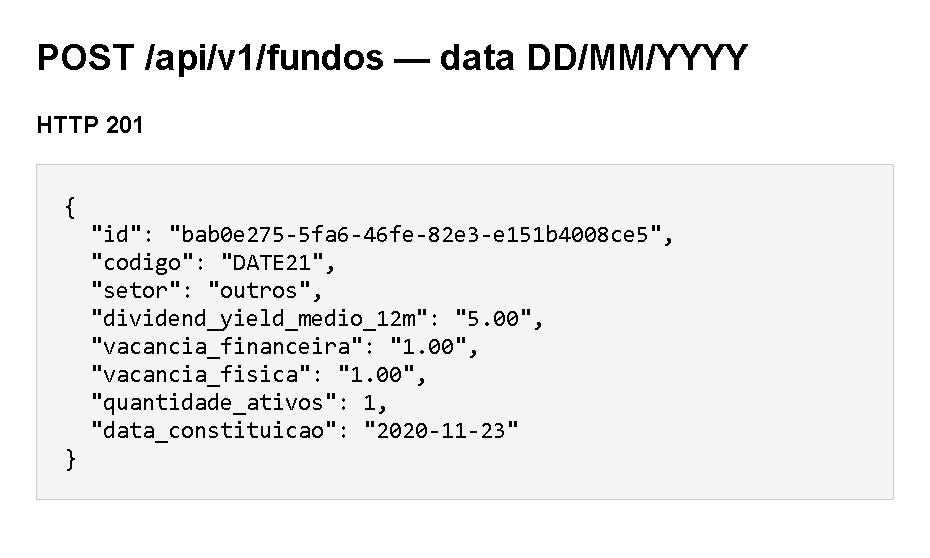 POST /api/v1/fundos — data DD/MM/YYYY
HTTP 201
{
  "id": "bab0e275-5fa6-46fe-82e3-e151b4008ce5",
  "codigo": "DATE21",
  "setor": "outros",
  "dividend_yield_medio_12m": "5.00",
  "vacancia_financeira": "1.00",
  "vacancia_fisica": "1.00",
  "quantidade_ativos": 1,
  "data_constituicao": "2020-11-23"
}